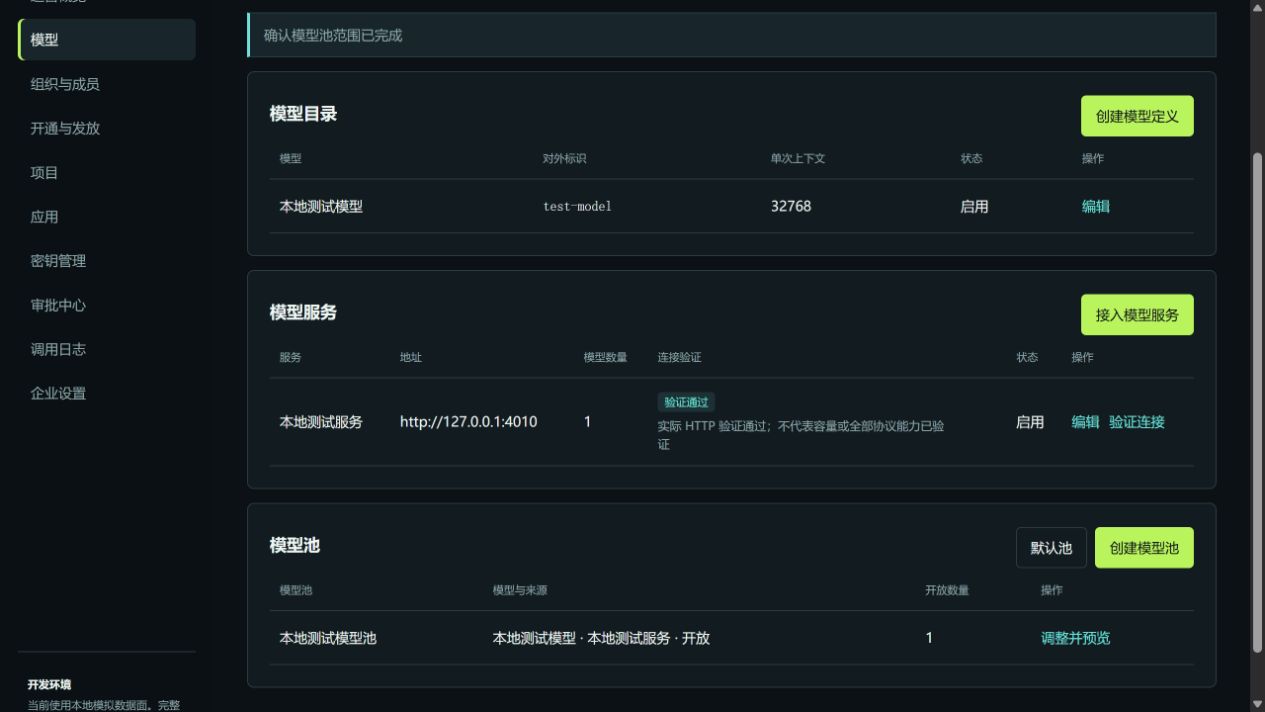 模型
组织与成员
开通与发放
项目
应用
密钥管理
审批中心
调用日志
企业设置
开发环境
当前使用本地模拟数据面。完整
确认模型池范围已完成
模型目录
创建模型定义
模型 对外标识 单次上下文 状态 操作
本地测试模型 test-model 32768 启用 编辑
模型服务
接入模型服务
服务 地址 模型数量 连接验证 状态 操作
验证通过
本地测试服务 http://127.0.0.1:4010 1 实际 HTTP 验证通过；不代表容量或全部协议能力已验 启用 编辑 验证连接
证
模型池
默认池 创建模型池
模型池 模型与来源 开放数量 操作
本地测试模型池 本地测试模型 · 本地测试服务 · 开放 1 调整并预览